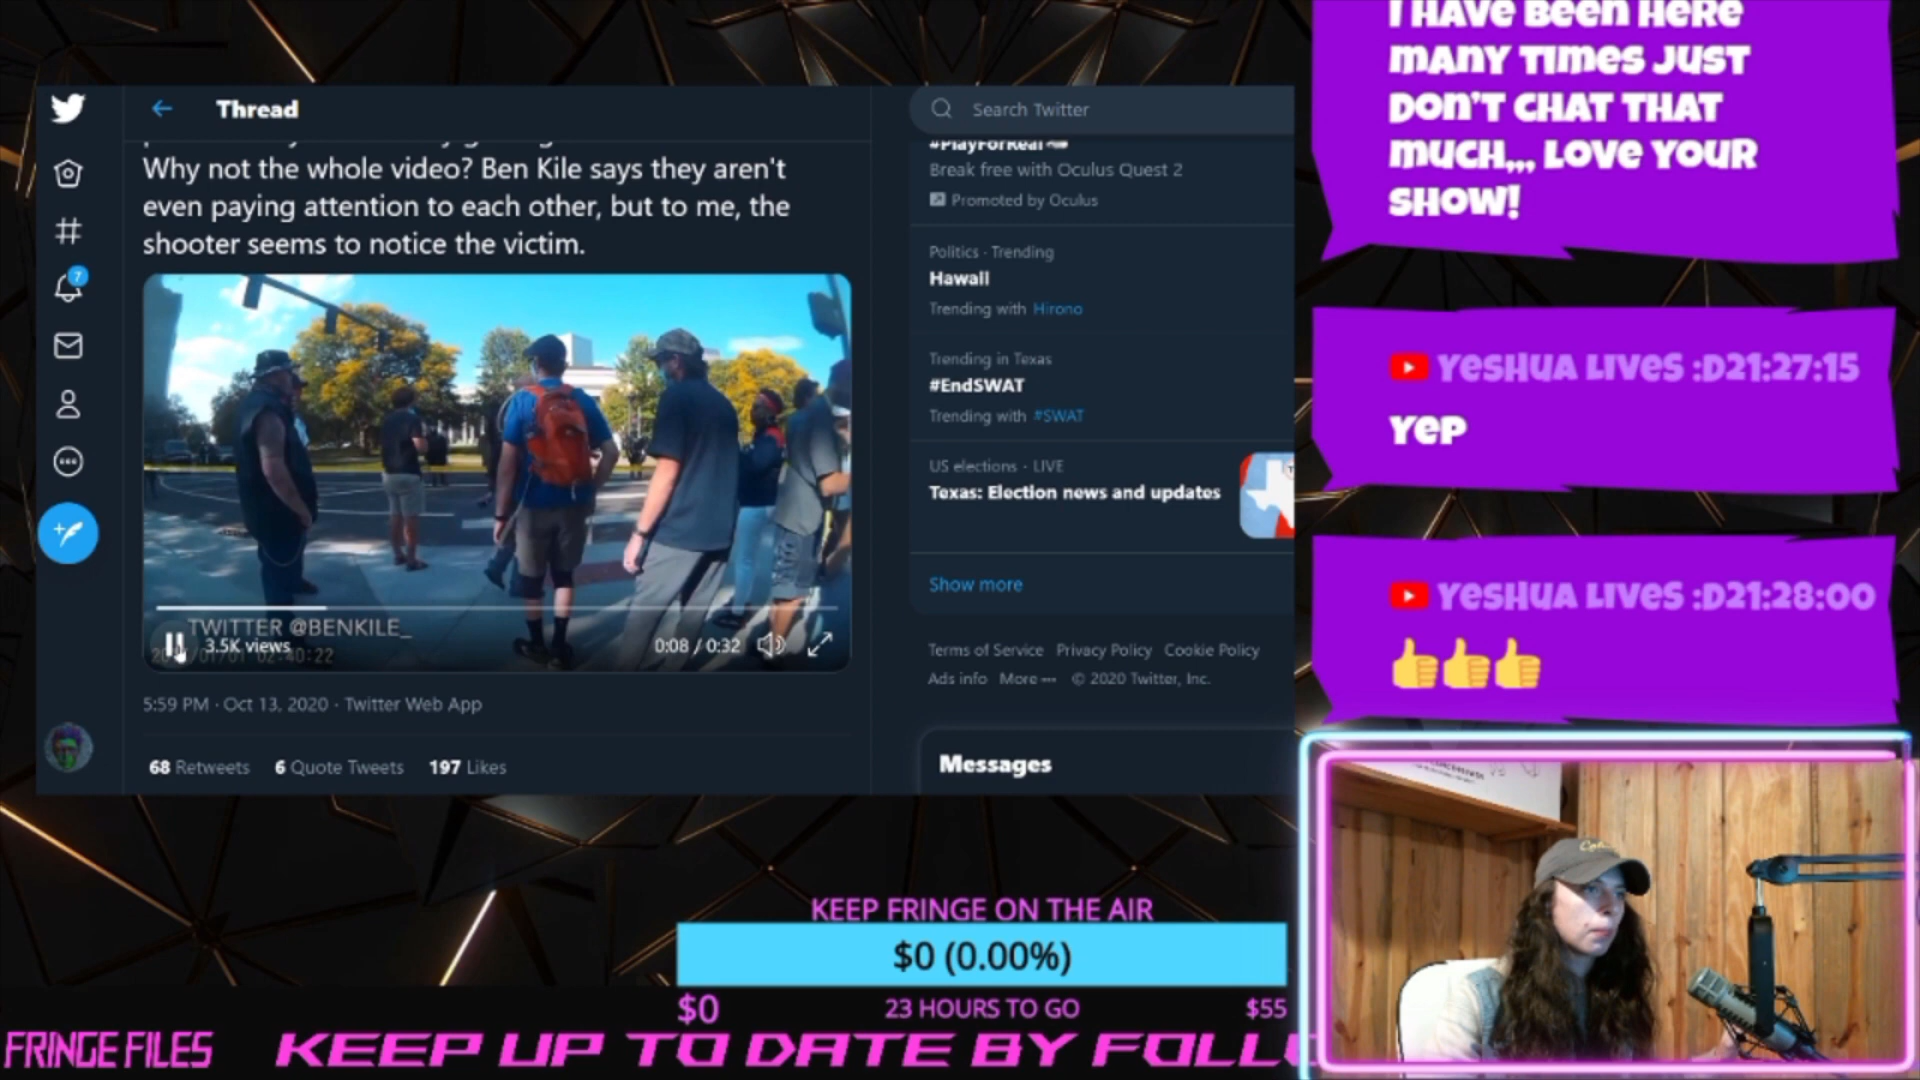 Thread
Why not the whole video? Ben Kile says they aren't
even paying attention to each other, but to me, the
shooter seems to notice the victim.
7
TWITTER @BENKILE_
3.5K views
02:40:22
0:08 / 0:32
5:59 PM · Oct 13, 2020 · Twitter Web App
68 Retweets 6 Quote Tweets 197 Likes
Search Twitter
#PlayForReal
Break free with Oculus Quest 2
Promoted by Oculus
Politics · Trending
Hawaii
Trending with Hirono
Trending in Texas
#EndSWAT
Trending with #SWAT
US elections · LIVE
Texas: Election news and updates
Show more
Terms of Service Privacy Policy Cookie Policy
Ads info More © 2020 Twitter, Inc.
Messages
I HAVE BEEN HERE
MANY TIMES JUST
DON'T CHAT THAT
MUCH,,, LOVE YOUR
SHOW!
YESHUA LIVES :D21:27:15
YEP
YESHUA LIVES :D21:28:00
👍👍👍
KEEP FRINGE ON THE AIR
$0 (0.00%)
$0 23 HOURS TO GO $55
FRINGE FILES KEEP UP TO DATE BY FOLL